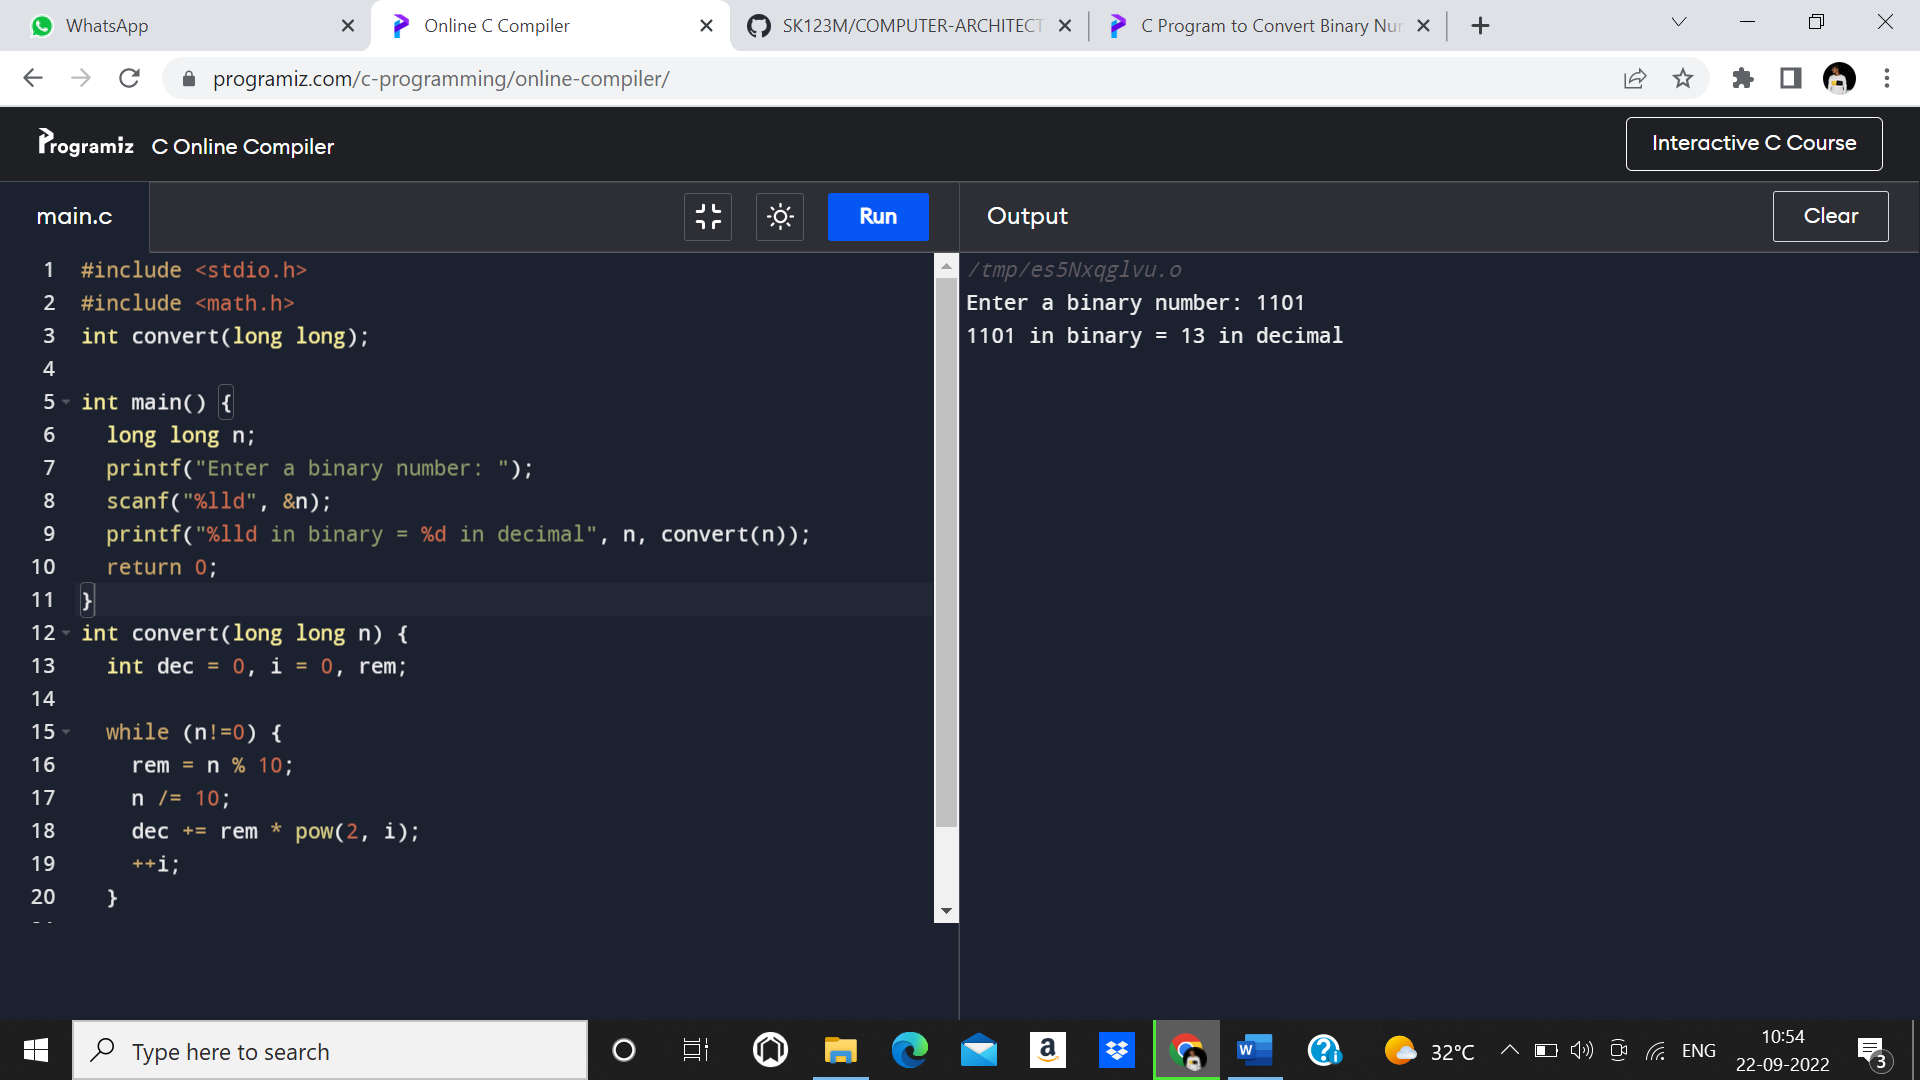 WhatsApp
Online C Compiler
SK123M/COMPUTER-ARCHITECT
C Program to Convert Binary Nur
programiz.com/c-programming/online-compiler/
Programiz C Online Compiler
Interactive C Course
main.c
Run
Output
Clear
1 #include <stdio.h>
2 #include <math.h>
3 int convert(long long);
4
5 int main() {
6 long long n;
7 printf("Enter a binary number: ");
8 scanf("%lld", &n);
9 printf("%lld in binary = %d in decimal", n, convert(n));
10 return 0;
11 }
12 int convert(long long n) {
13 int dec = 0, i = 0, rem;
14
15 while (n!=0) {
16 rem = n % 10;
17 n /= 10;
18 dec += rem * pow(2, i);
19 ++i;
20 }
/tmp/es5Nxqglvu.o
Enter a binary number: 1101
1101 in binary = 13 in decimal
Type here to search
a
W
32°C
ENG
10:54
22-09-2022
3